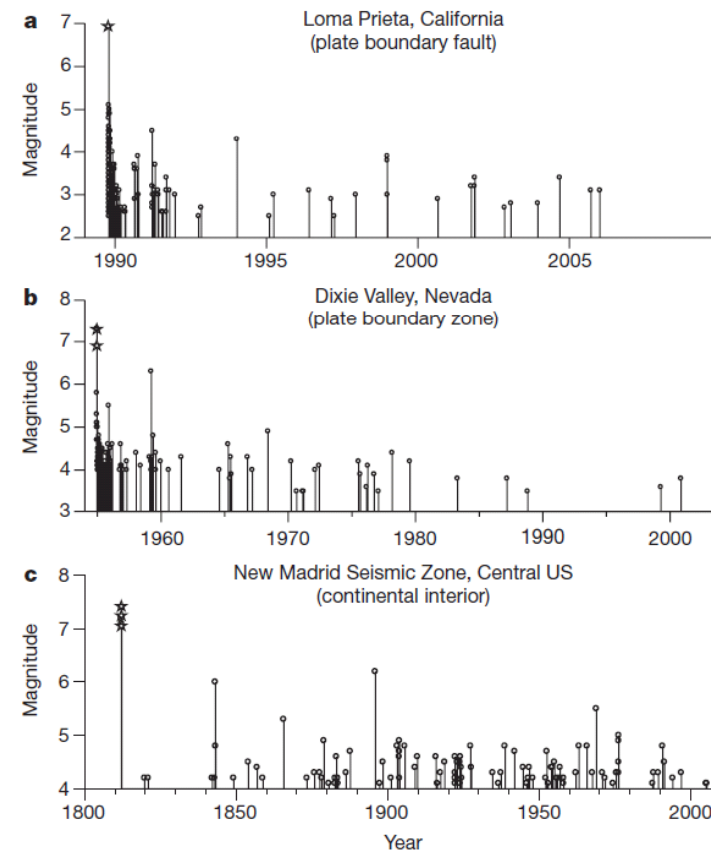 a
Loma Prieta, California
(plate boundary fault)
Magnitude
7
6
5
4
3
2
1990 1995 2000 2005
b
Dixie Valley, Nevada
(plate boundary zone)
Magnitude
8
7
6
5
4
3
1960 1970 1980 1990 2000
c
New Madrid Seismic Zone, Central US
(continental interior)
Magnitude
8
7
6
5
4
1800 1850 1900 1950 2000
Year